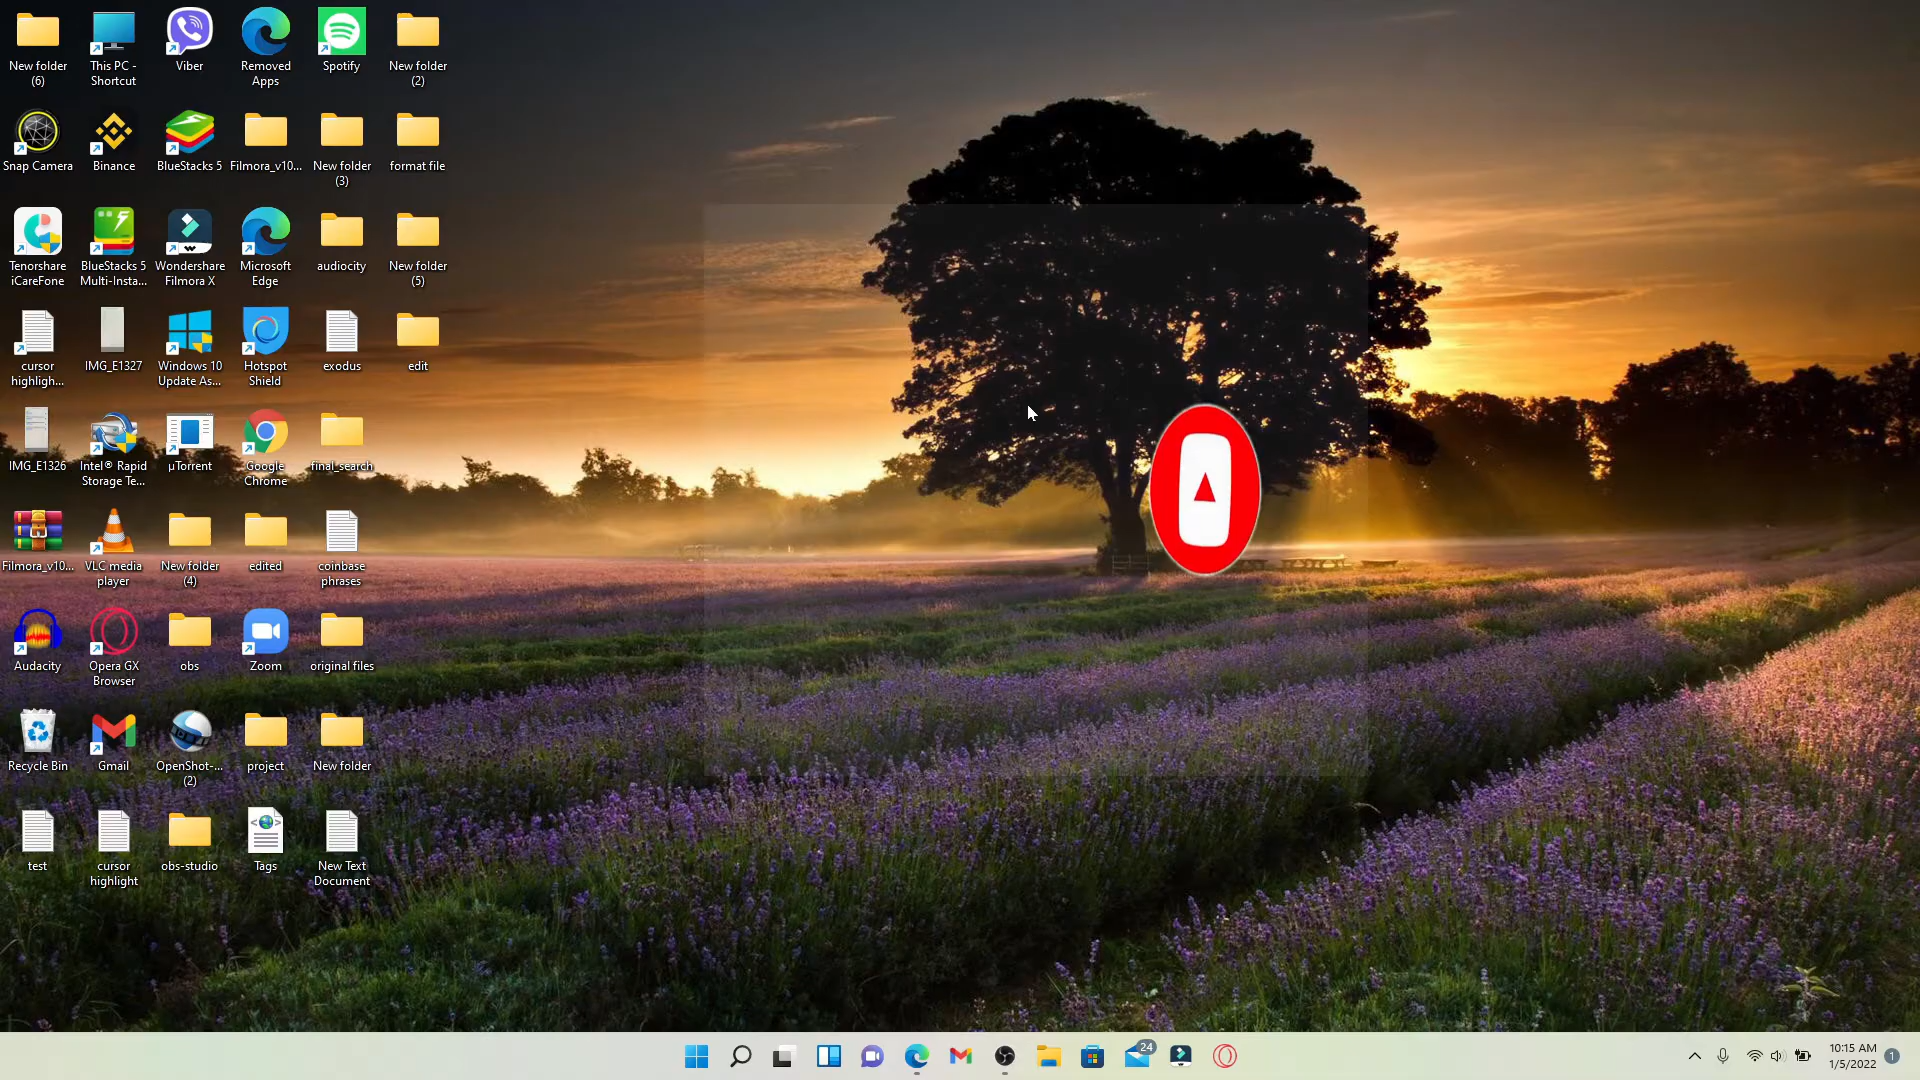 New folder
(6)
This PC -
Shortcut
Viber
Removed
Apps
Spotify
New folder
(2)
Snap Camera
Binance
BlueStacks 5
Filmora_v10...
New folder
(3)
format file
Tenorshare
iCareFone
BlueStacks 5
Multi-Insta...
Wondershare
Filmora X
Microsoft
Edge
audiocity
New folder
(5)
cursor
highligh...
IMG_E1327
Windows 10
Update As...
Hotspot
Shield
exodus
edit
IMG_E1326
Intel® Rapid
Storage Te...
µTorrent
Google
Chrome
final_search
Filmora_v10...
VLC media
player
New folder
(4)
edited
coinbase
phrases
Audacity
Opera GX
Browser
obs
Zoom
original files
Recycle Bin
Gmail
OpenShot-...
(2)
project
New folder
test
cursor
highlight
obs-studio
Tags
New Text
Document
24
10:15 AM
1/5/2022
1